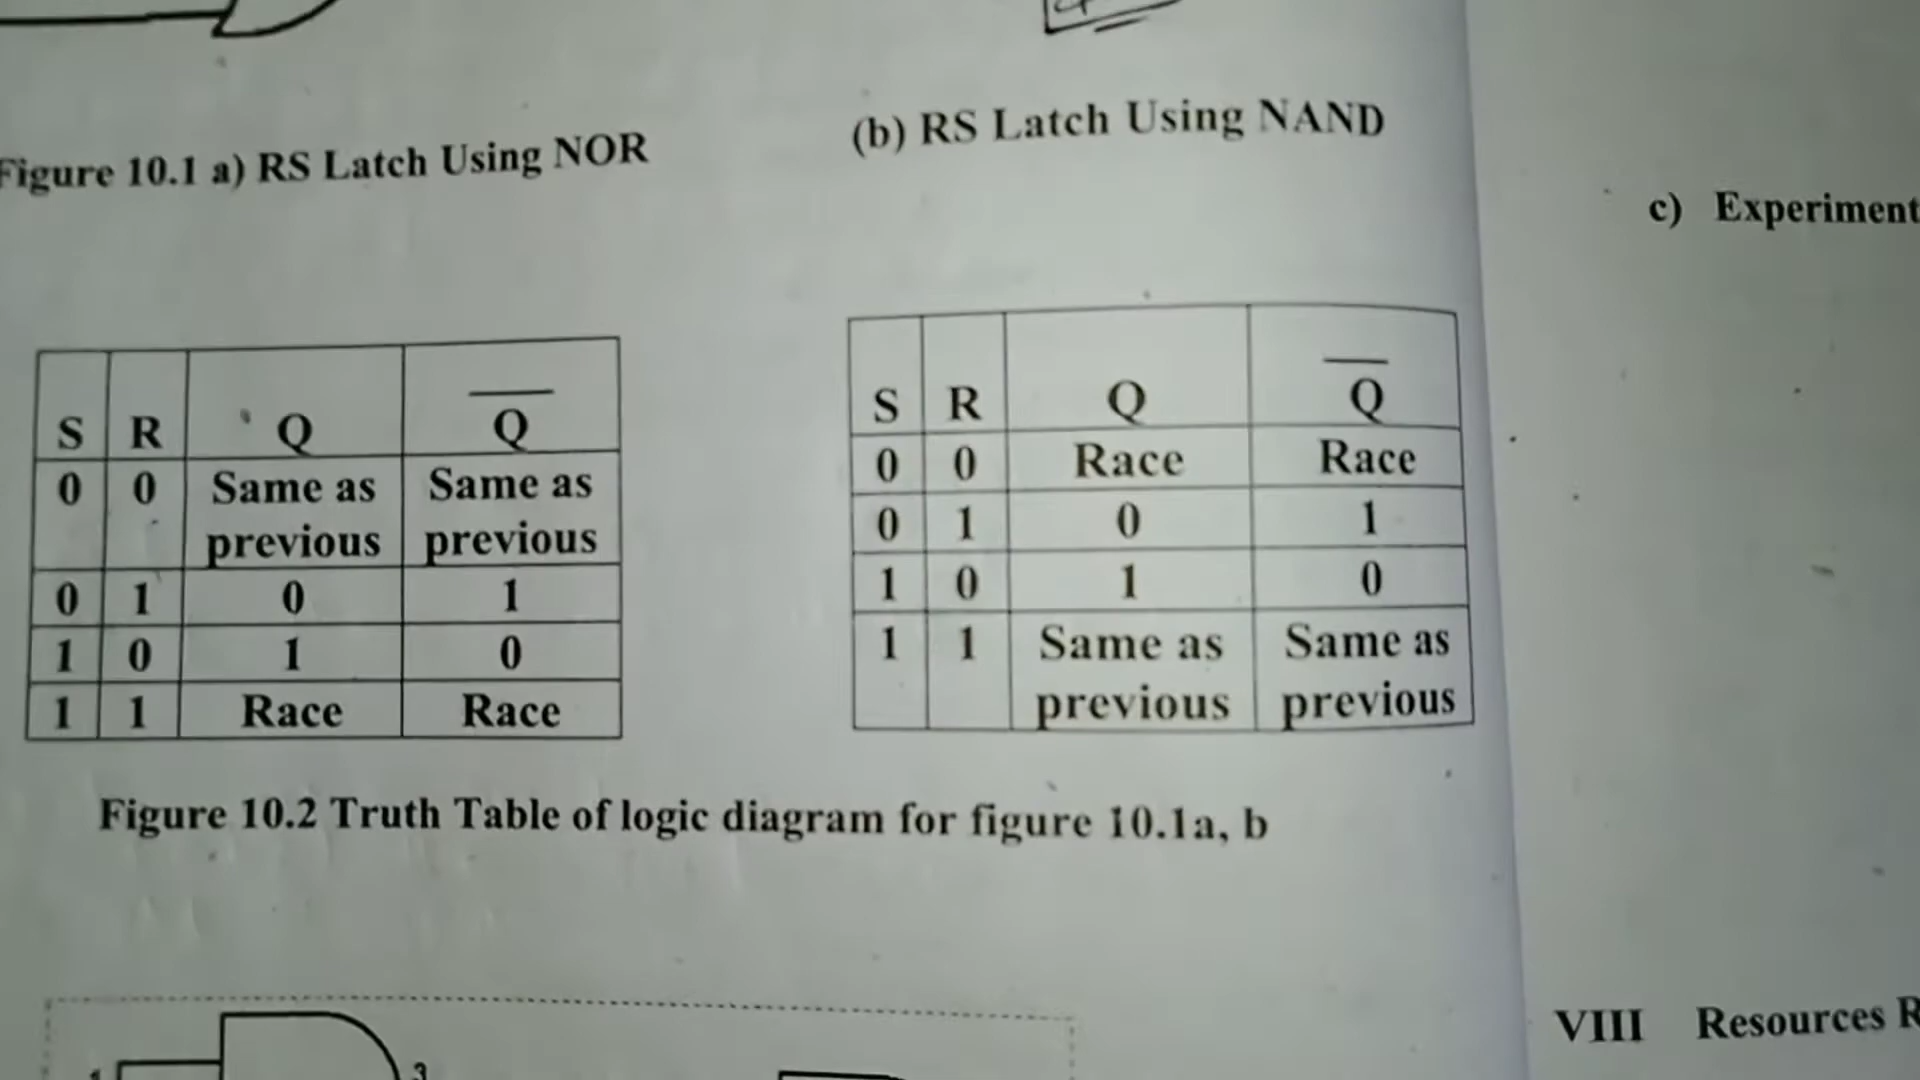 Figure 10.1 a) RS Latch Using NOR
(b) RS Latch Using NAND
c) Experiment
S R Q Q
0 0 Same as Same as
previous previous
0 1 0 1
1 0 1 0
1 1 Race Race
S R Q Q
0 0 Race Race
0 1 0 1
1 0 1 0
1 1 Same as Same as
previous previous
Figure 10.2 Truth Table of logic diagram for figure 10.1a, b
3
VIII Resources R